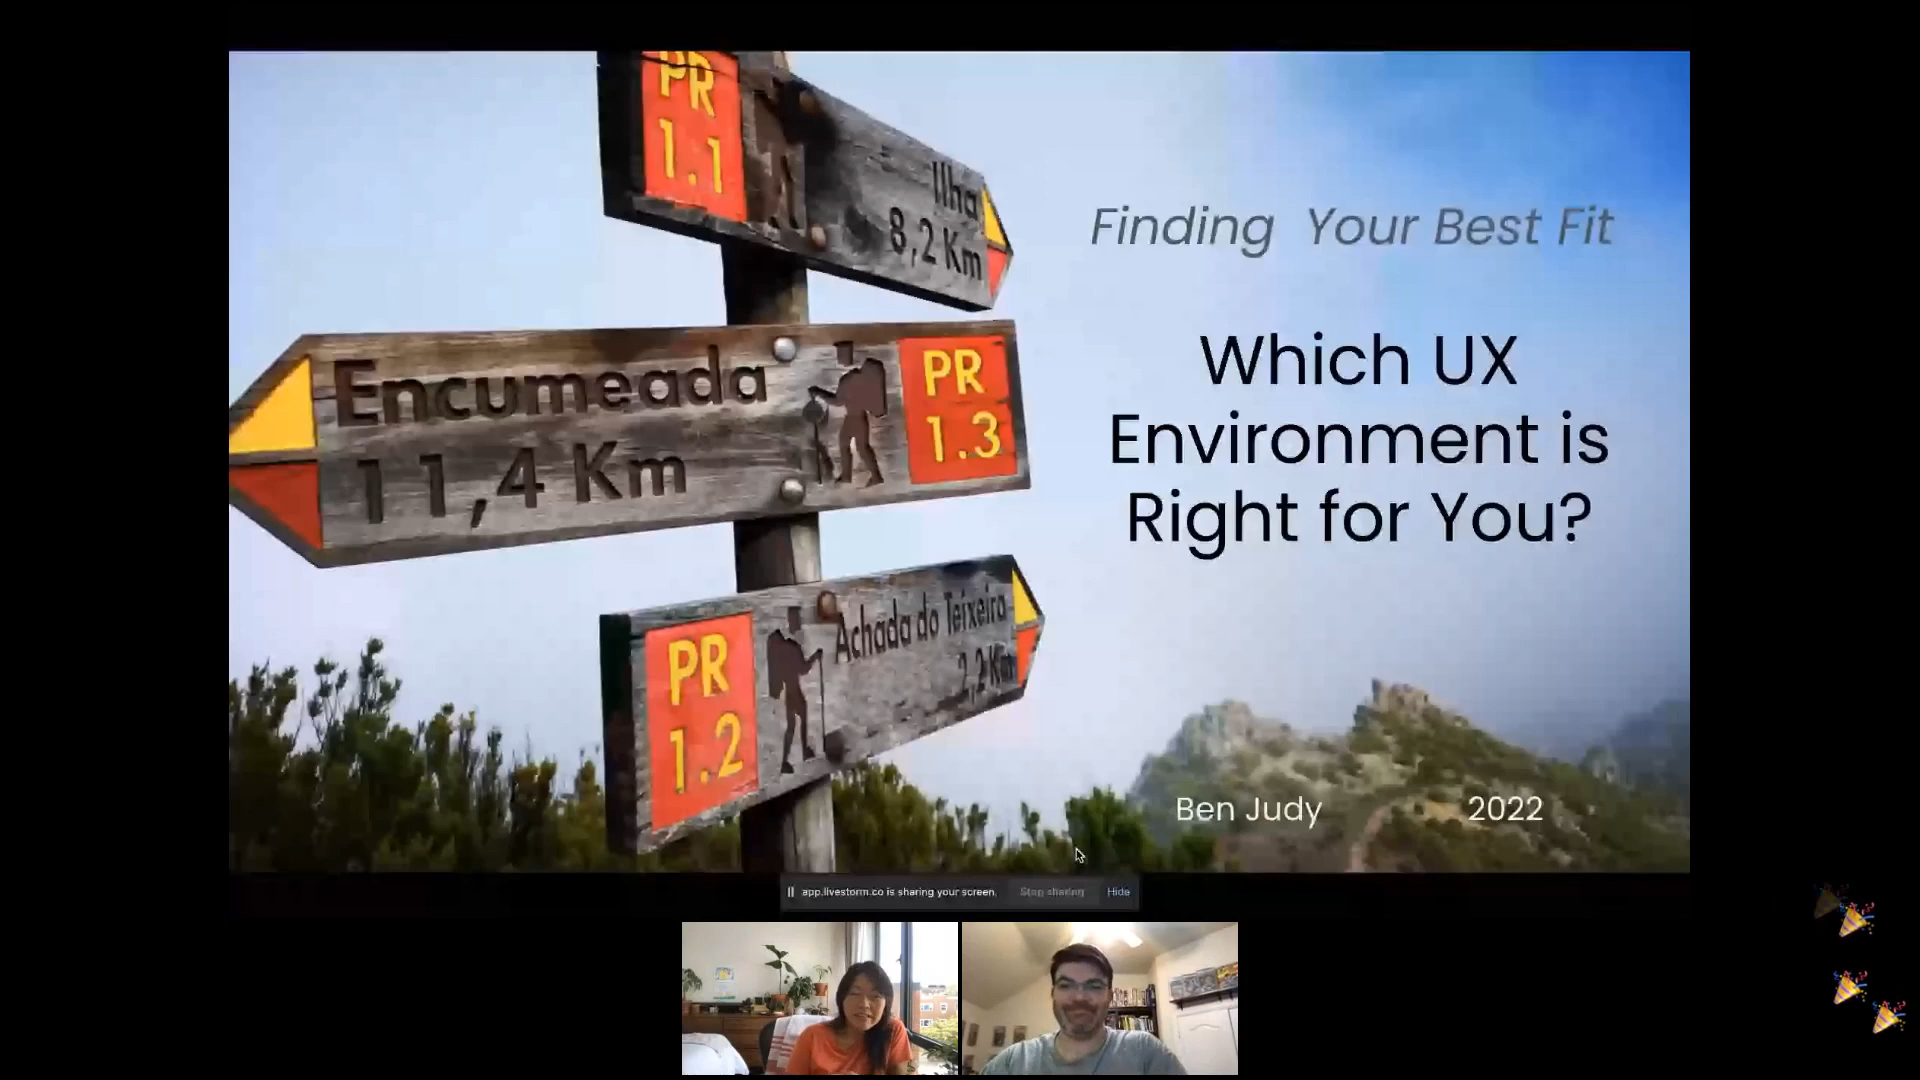 PR
1.1
Ilha
8,2 Km
Encumeada
11,4 Km
PR
1.3
PR
1.2
Achada do Teixeira
2,2 Km
Finding Your Best Fit
Which UX
Environment is
Right for You?
Ben Judy
2022
app.livestorm.co is sharing your screen.
Stop sharing
Hide